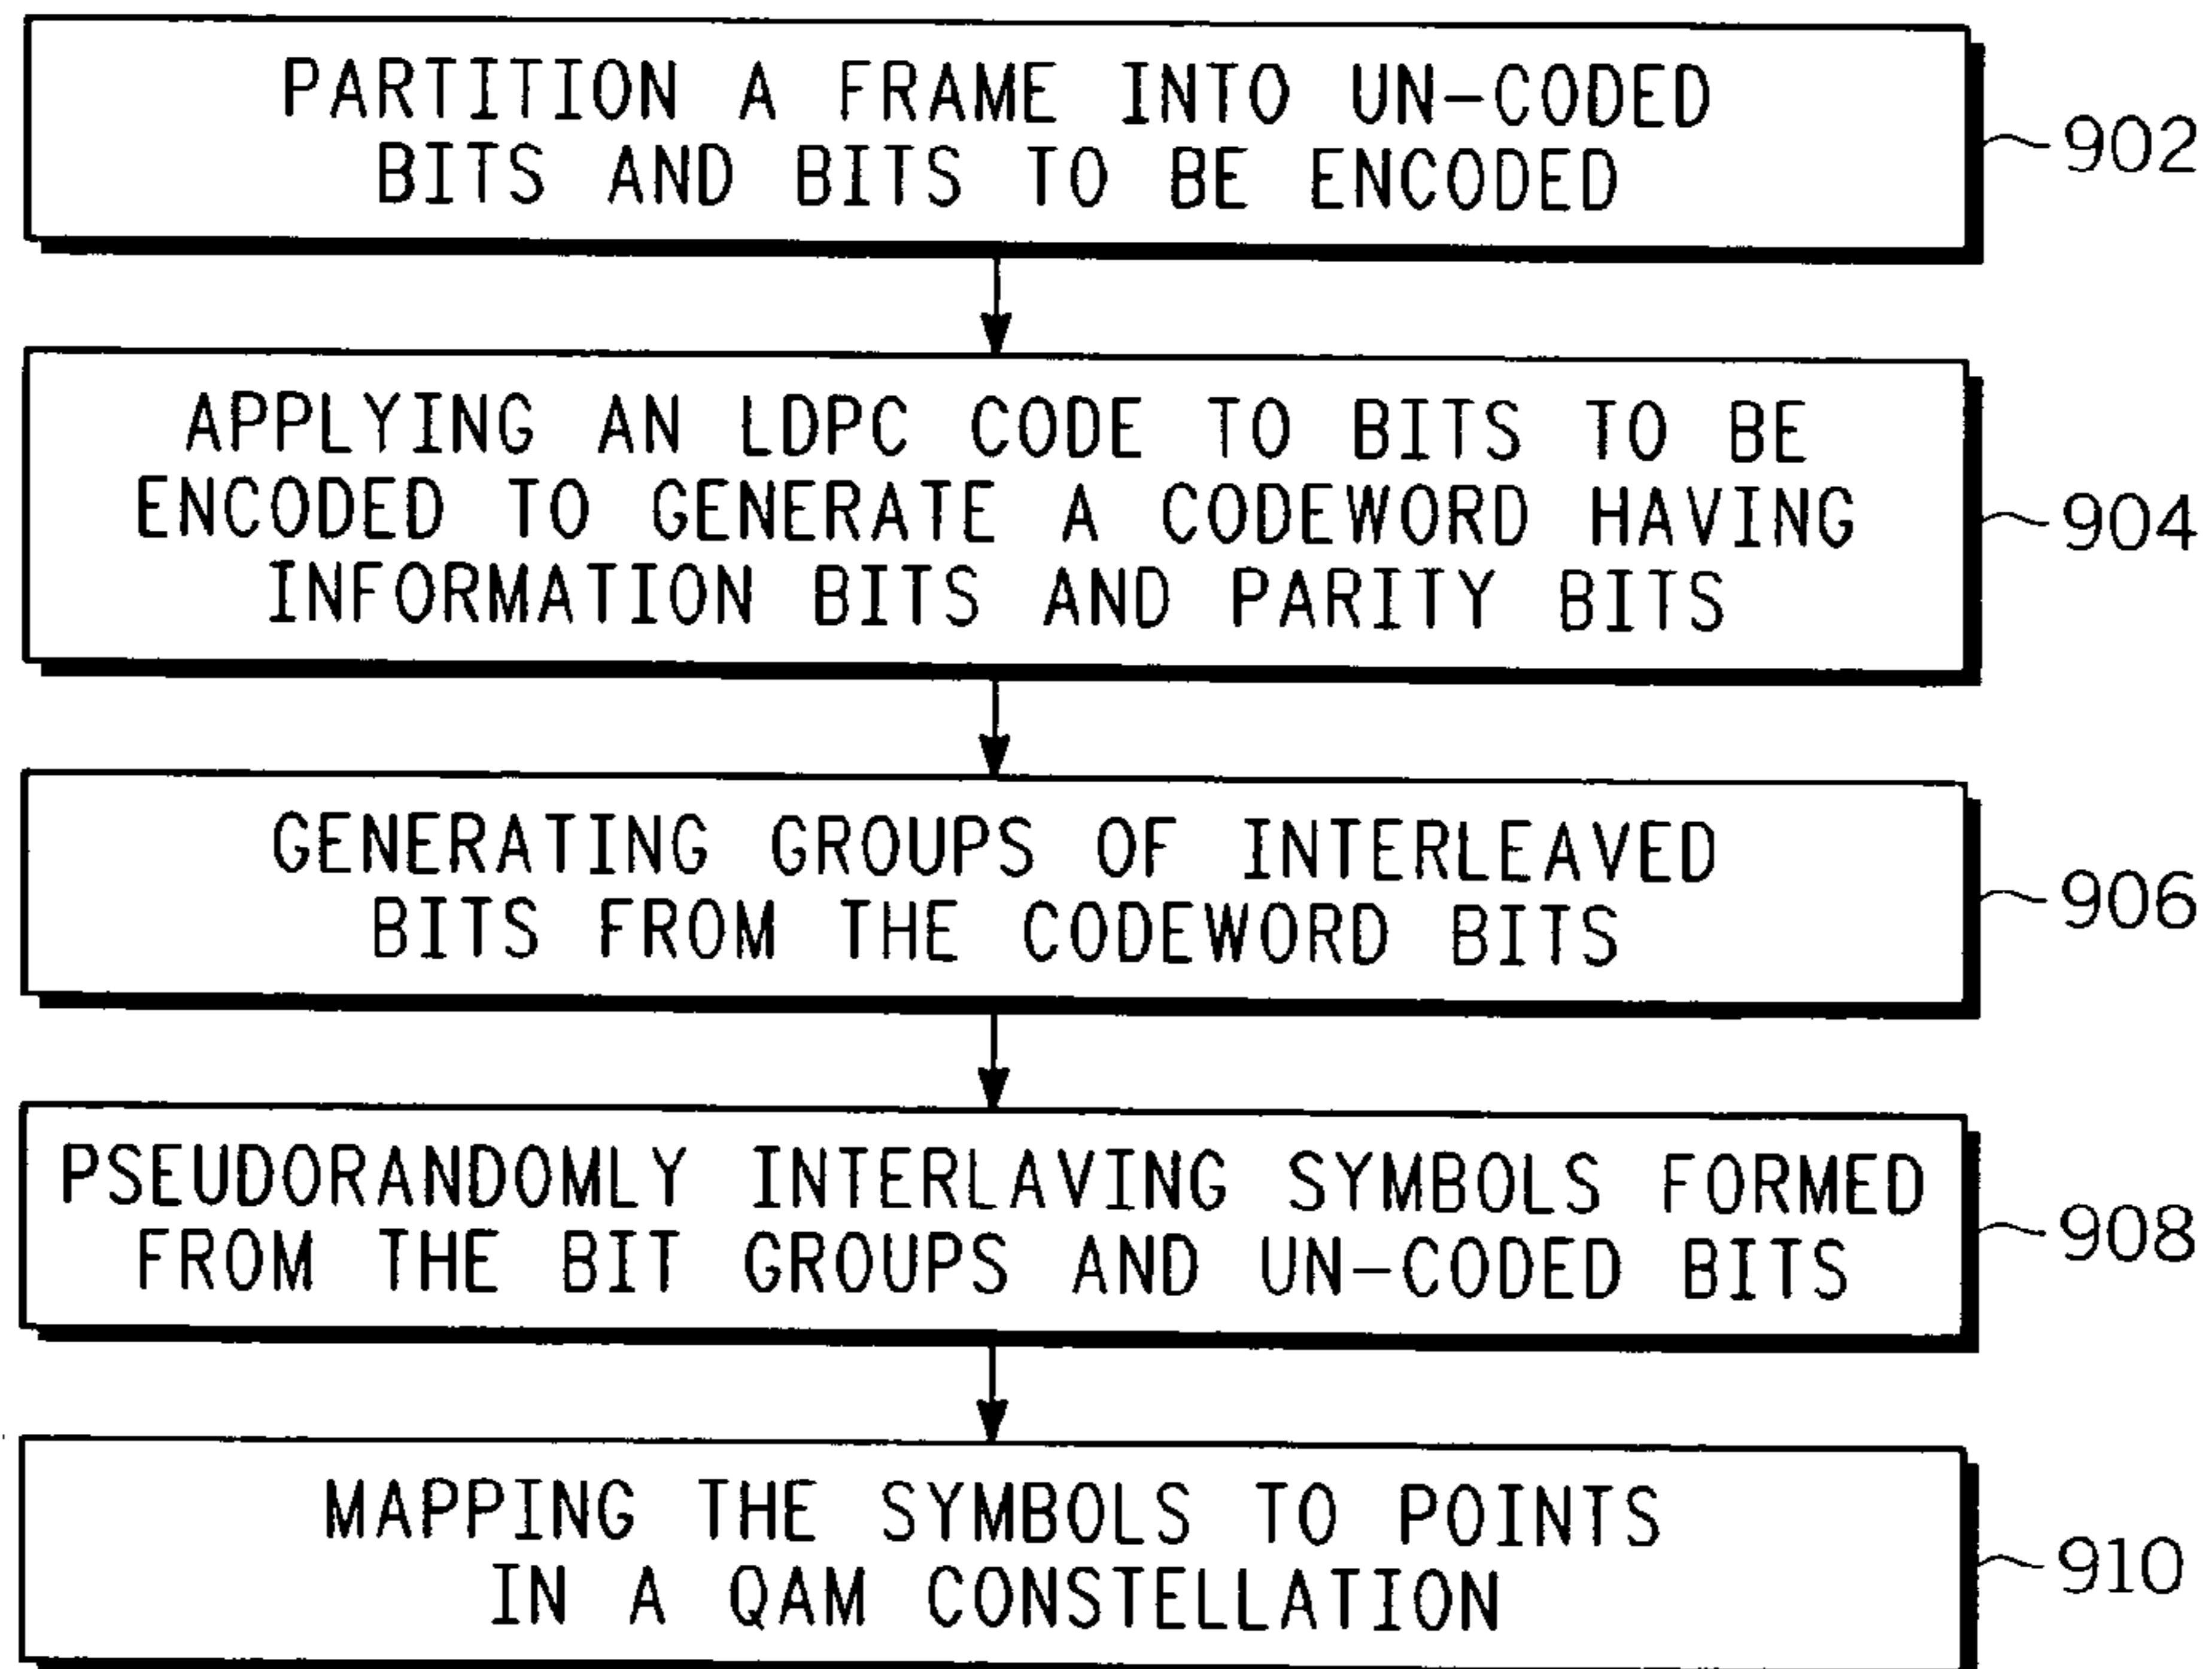 PARTITION A FRAME INTO UN-CODED
BITS AND BITS TO BE ENCODED
902
APPLYING AN LDPC CODE TO BITS TO BE
ENCODED TO GENERATE A CODEWORD HAVING
INFORMATION BITS AND PARITY BITS
904
GENERATING GROUPS OF INTERLEAVED
BITS FROM THE CODEWORD BITS
906
PSEUDORANDOMLY INTERLAVING SYMBOLS FORMED
FROM THE BIT GROUPS AND UN-CODED BITS
908
MAPPING THE SYMBOLS TO POINTS
IN A QAM CONSTELLATION
910